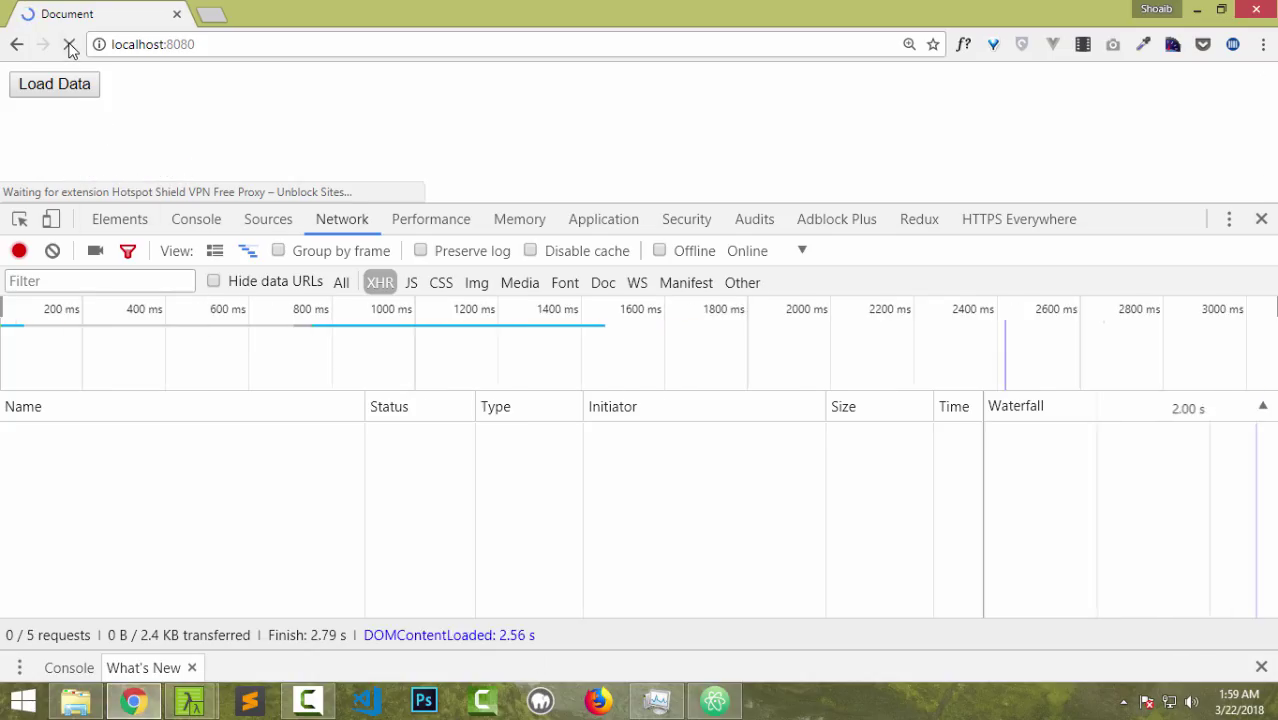 Document
Shoaib
localhost:8080
f?
Load Data
Waiting for extension Hotspot Shield VPN Free Proxy – Unblock Sites...
Elements Console Sources Network Performance Memory Application Security Audits Adblock Plus Redux HTTPS Everywhere
View: Group by frame Preserve log Disable cache Offline Online
Filter Hide data URLs All XHR JS CSS Img Media Font Doc WS Manifest Other
200 ms 400 ms 600 ms 800 ms 1000 ms 1200 ms 1400 ms 1600 ms 1800 ms 2000 ms 2200 ms 2400 ms 2600 ms 2800 ms 3000 ms
Name Status Type Initiator Size Time Waterfall 2.00 s
0 / 5 requests | 0 B / 2.4 KB transferred | Finish: 2.79 s | DOMContentLoaded: 2.56 s
Console What's New
Ps
1:59 AM
3/22/2018